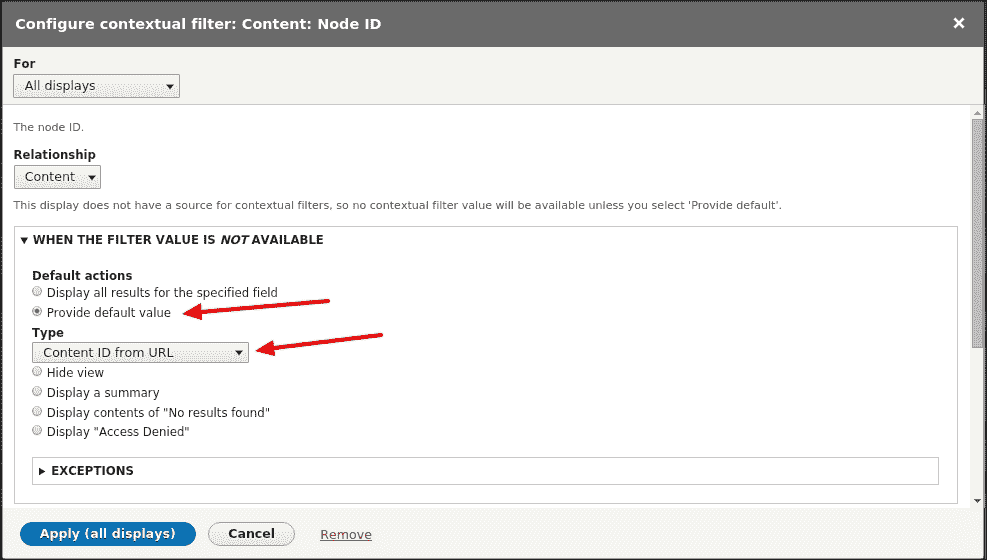 Configure contextual filter: Content: Node ID
For
All displays
The node ID.
Relationship
Content
This display does not have a source for contextual filters, so no contextual filter value will be available unless you select 'Provide default'.
WHEN THE FILTER VALUE IS NOT AVAILABLE
Default actions
Display all results for the specified field
Provide default value
Type
Content ID from URL
Hide view
Display a summary
Display contents of "No results found"
Display "Access Denied"
EXCEPTIONS
Apply (all displays) Cancel Remove